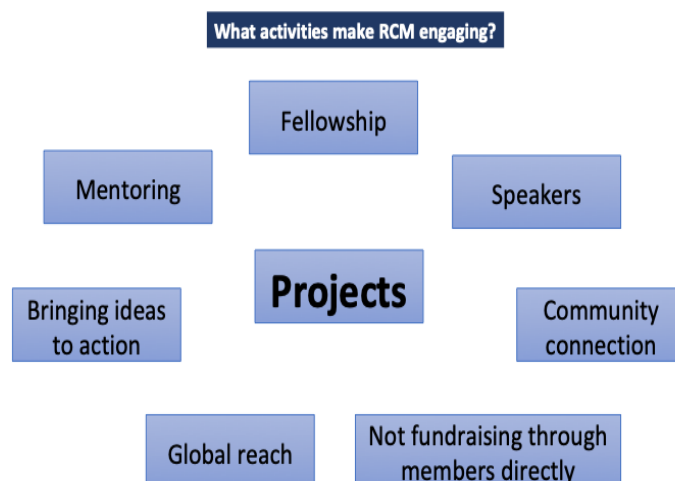 What activities make RCM engaging?
Fellowship
Mentoring
Speakers
Projects
Bringing ideas
to action
Community
connection
Global reach
Not fundraising through
members directly